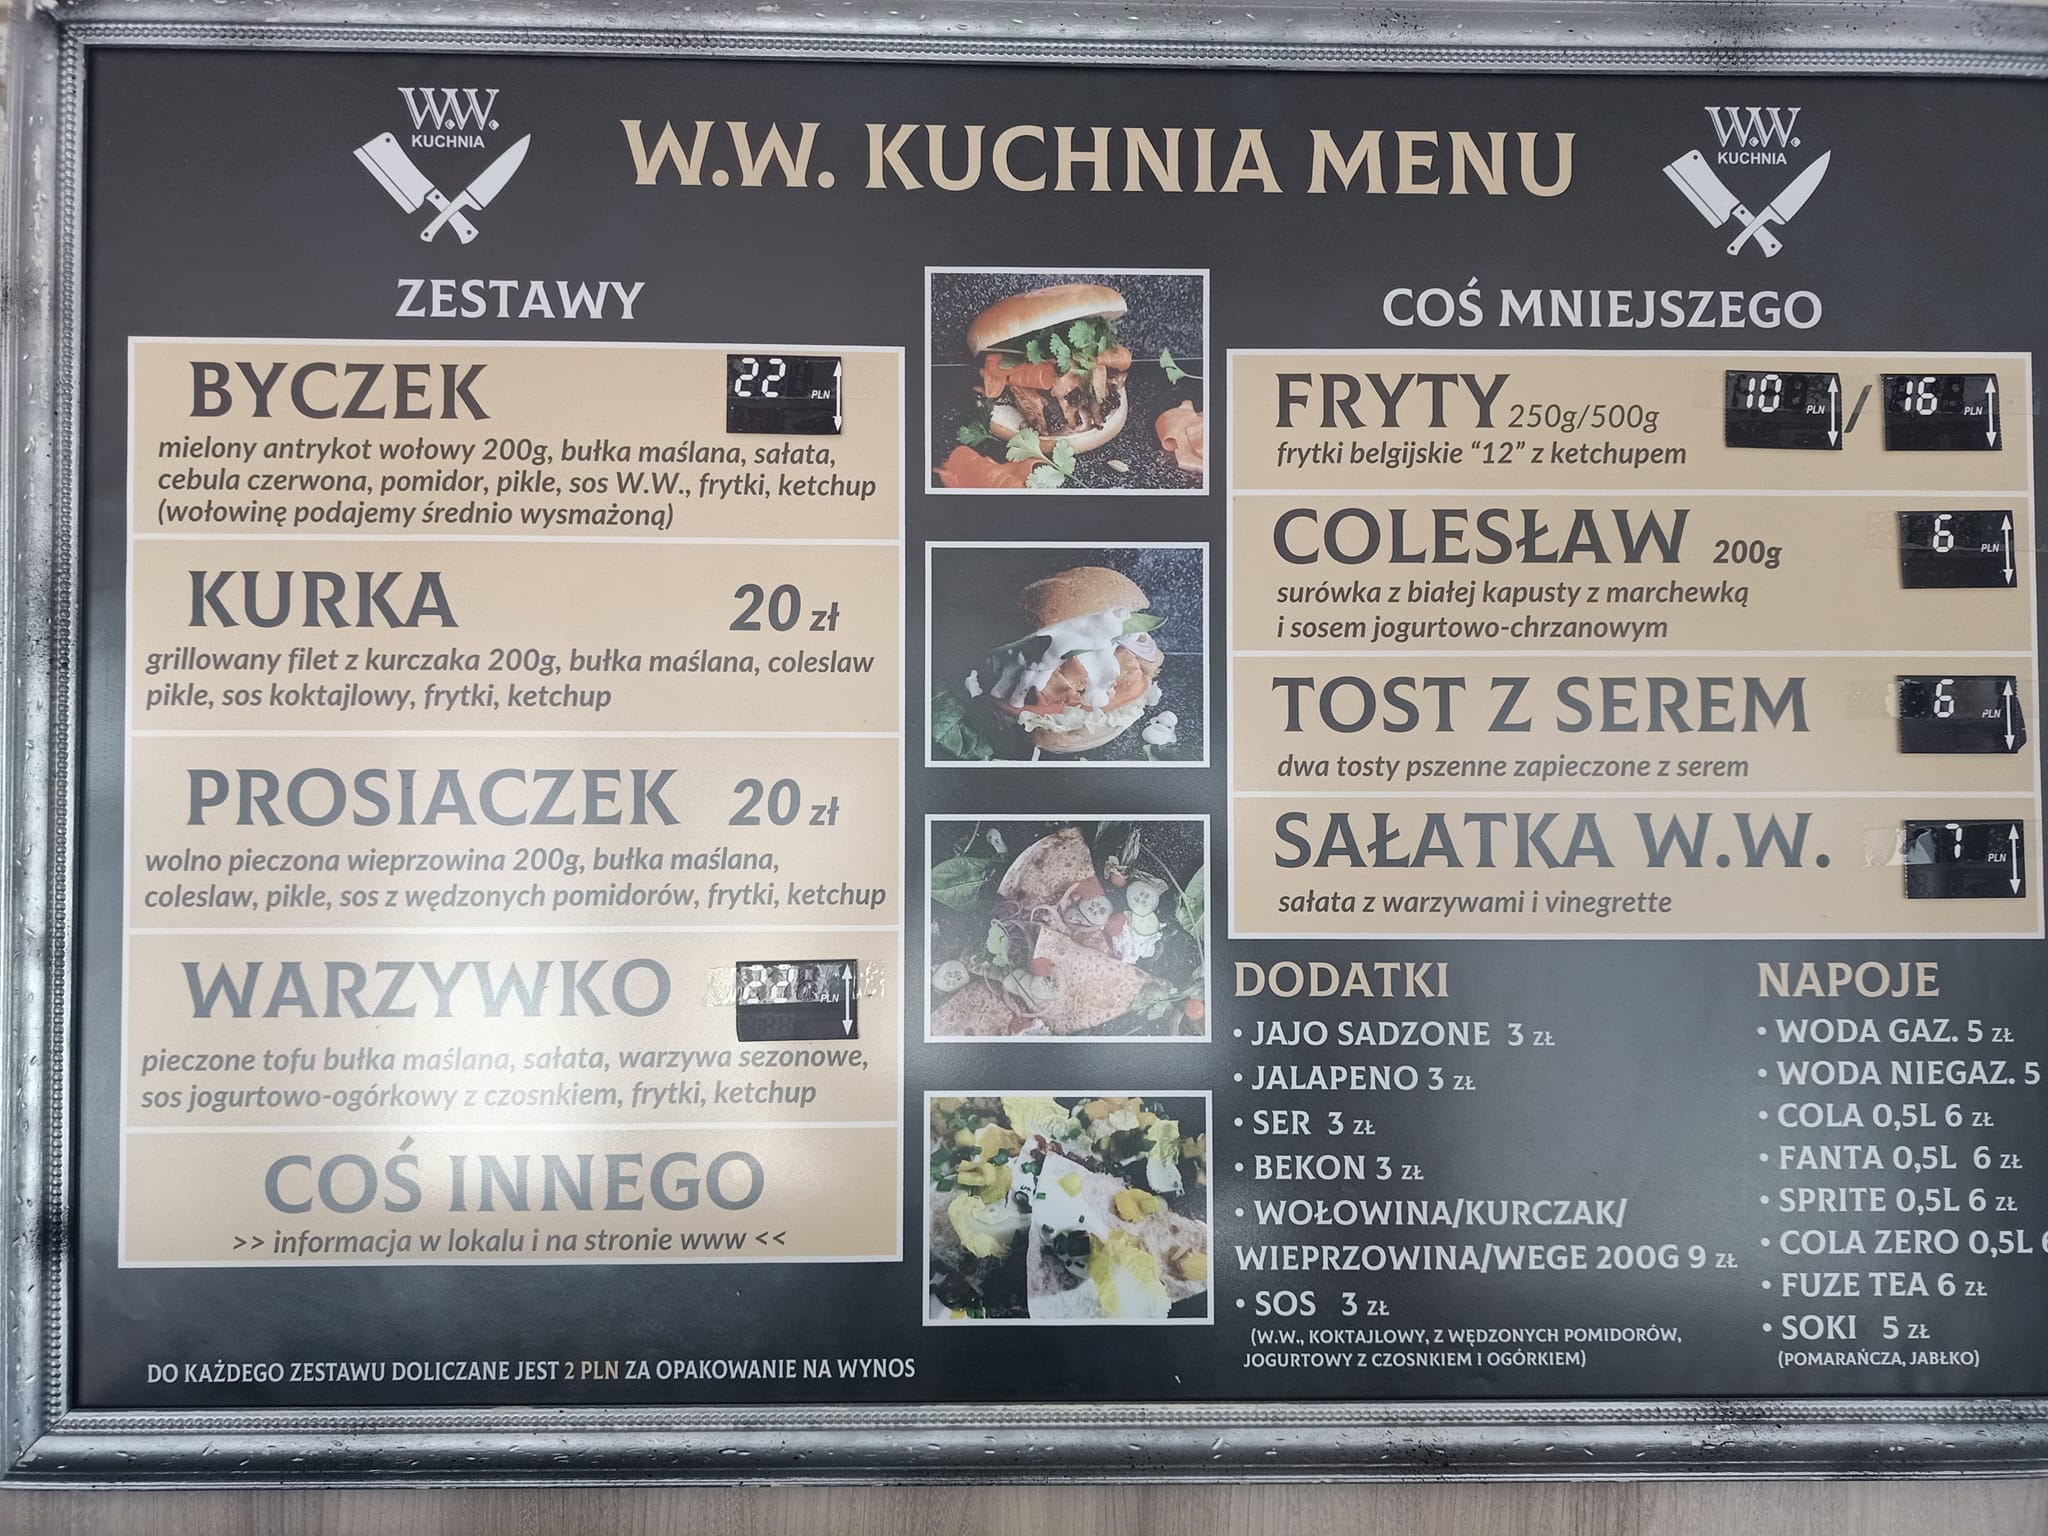 W.W.
KUCHNIA
W.W. KUCHNIA MENU
W.W.
KUCHNIA
ZESTAWY
BYCZEK 22 PLN
mielony antrykot wołowy 200g, bułka maślana, sałata,
cebula czerwona, pomidor, pikle, sos W.W., frytki, ketchup
(wołowinę podajemy średnio wysmażoną)
KURKA 20 zł
grillowany filet z kurczaka 200g, bułka maślana, coleslaw
pikle, sos koktajlowy, frytki, ketchup
PROSIACZEK 20 zł
wolno pieczona wieprzowina 200g, bułka maślana,
coleslaw, pikle, sos z wędzonych pomidorów, frytki, ketchup
WARZYWKO PLN
pieczone tofu bułka maślana, sałata, warzywa sezonowe,
sos jogurtowo-ogórkowy z czosnkiem, frytki, ketchup
COŚ INNEGO
>> informacja w lokalu i na stronie www <<
DO KAŻDEGO ZESTAWU DOLICZANE JEST 2 PLN ZA OPAKOWANIE NA WYNOS
COŚ MNIEJSZEGO
FRYTY 250g/500g 10 PLN / 16 PLN
frytki belgijskie “12” z ketchupem
COLESŁAW 200g 6 PLN
surówka z białej kapusty z marchewką
i sosem jogurtowo-chrzanowym
TOST Z SEREM 6 PLN
dwa tosty pszenne zapieczone z serem
SAŁATKA W.W. 7 PLN
sałata z warzywami i vinegrette
DODATKI
• JAJO SADZONE 3 ZŁ
• JALAPENO 3 ZŁ
• SER 3 ZŁ
• BEKON 3 ZŁ
• WOŁOWINA/KURCZAK/
WIEPRZOWINA/WEGE 200G 9 ZŁ
• SOS 3 ZŁ
(W.W., KOKTAJLOWY, Z WĘDZONYCH POMIDORÓW,
JOGURTOWY Z CZOSNKIEM I OGÓRKIEM)
NAPOJE
• WODA GAZ. 5 ZŁ
• WODA NIEGAZ. 5
• COLA 0,5L 6 ZŁ
• FANTA 0,5L 6 ZŁ
• SPRITE 0,5L 6 ZŁ
• COLA ZERO 0,5L 6
• FUZE TEA 6 ZŁ
• SOKI 5 ZŁ
(POMARAŃCZA, JABŁKO)